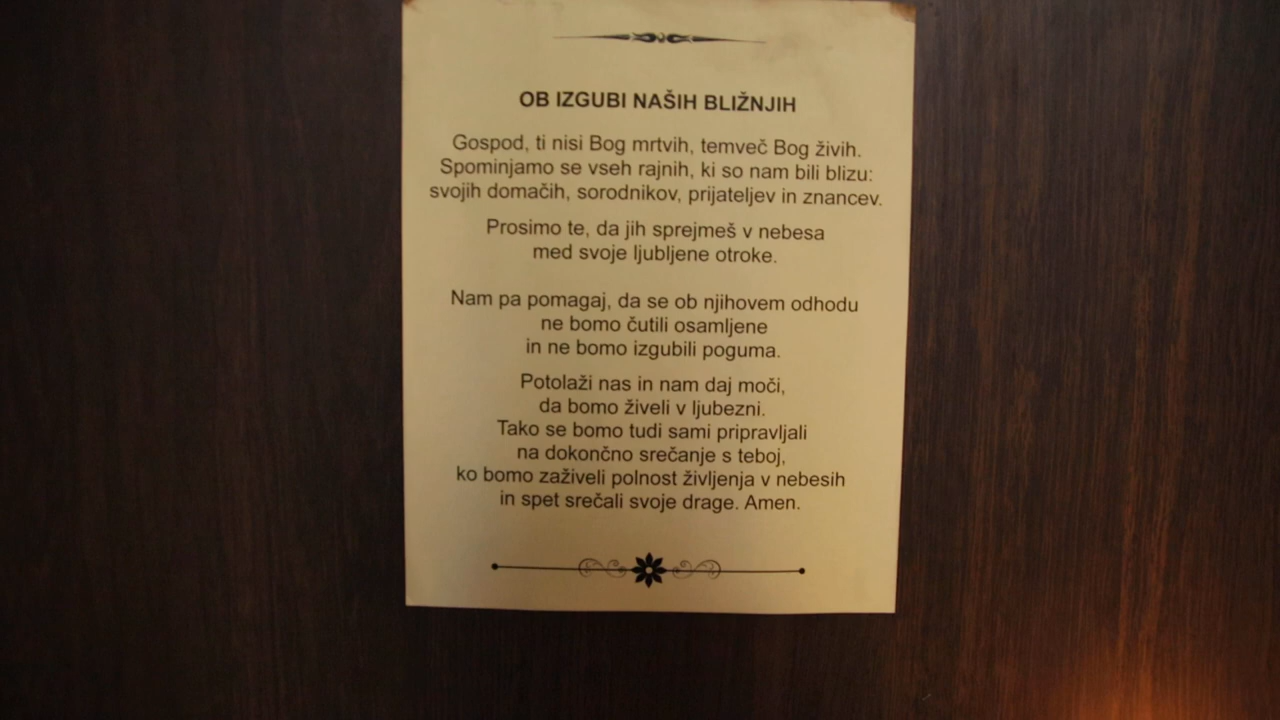 OB IZGUBI NAŠIH BLIŽNJIH
Gospod, ti nisi Bog mrtvih, temveč Bog živih.
Spominjamo se vseh rajnih, ki so nam bili blizu:
svojih domačih, sorodnikov, prijateljev in znancev.
Prosimo te, da jih sprejmeš v nebesa
med svoje ljubljene otroke.
Nam pa pomagaj, da se ob njihovem odhodu
ne bomo čutili osamljene
in ne bomo izgubili poguma.
Potolaži nas in nam daj moči,
da bomo živeli v ljubezni.
Tako se bomo tudi sami pripravljali
na dokončno srečanje s teboj,
ko bomo zaživeli polnost življenja v nebesih
in spet srečali svoje drage. Amen.